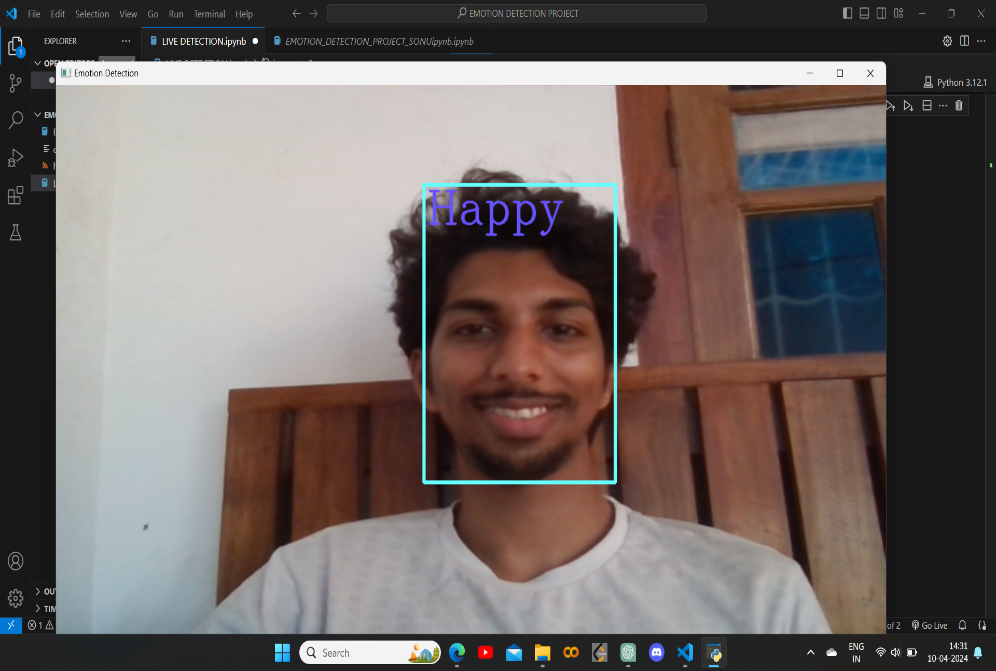 File Edit Selection View Go Run Terminal Help
EMOTION DETECTION PROJECT
EXPLORER
LIVE DETECTION.ipynb
EMOTION_DETECTION_PROJECT_SONU.ipynb
Emotion Detection
Python 3.12.1
Happy
of 2
Go Live
Search
ENG
IN
14:31
10-04-2024